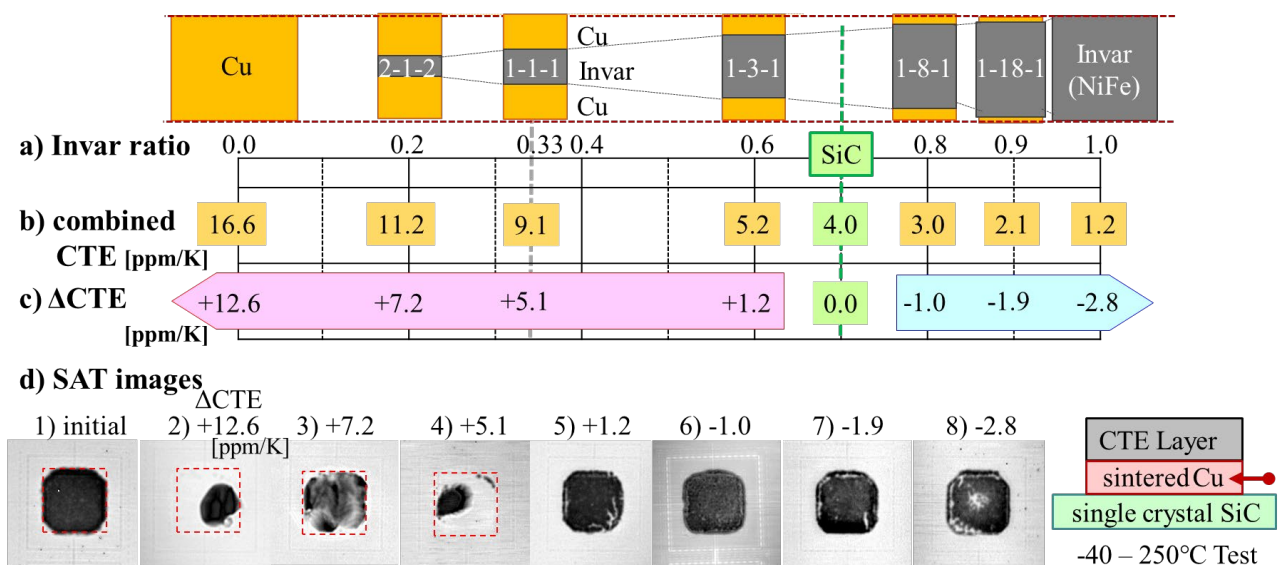 Cu
Cu
2-1-2
1-1-1
Invar
1-3-1
1-8-1
1-18-1
Invar
(NiFe)
Cu
a) Invar ratio
0.0
0.2
0.33
0.4
0.6
SiC
0.8
0.9
1.0
b) combined
CTE [ppm/K]
16.6
11.2
9.1
5.2
4.0
3.0
2.1
1.2
c) ΔCTE
[ppm/K]
+12.6
+7.2
+5.1
+1.2
0.0
-1.0
-1.9
-2.8
d) SAT images
ΔCTE
[ppm/K]
1) initial
2) +12.6
3) +7.2
4) +5.1
5) +1.2
6) -1.0
7) -1.9
8) -2.8
CTE Layer
sintered Cu
single crystal SiC
-40 – 250℃ Test